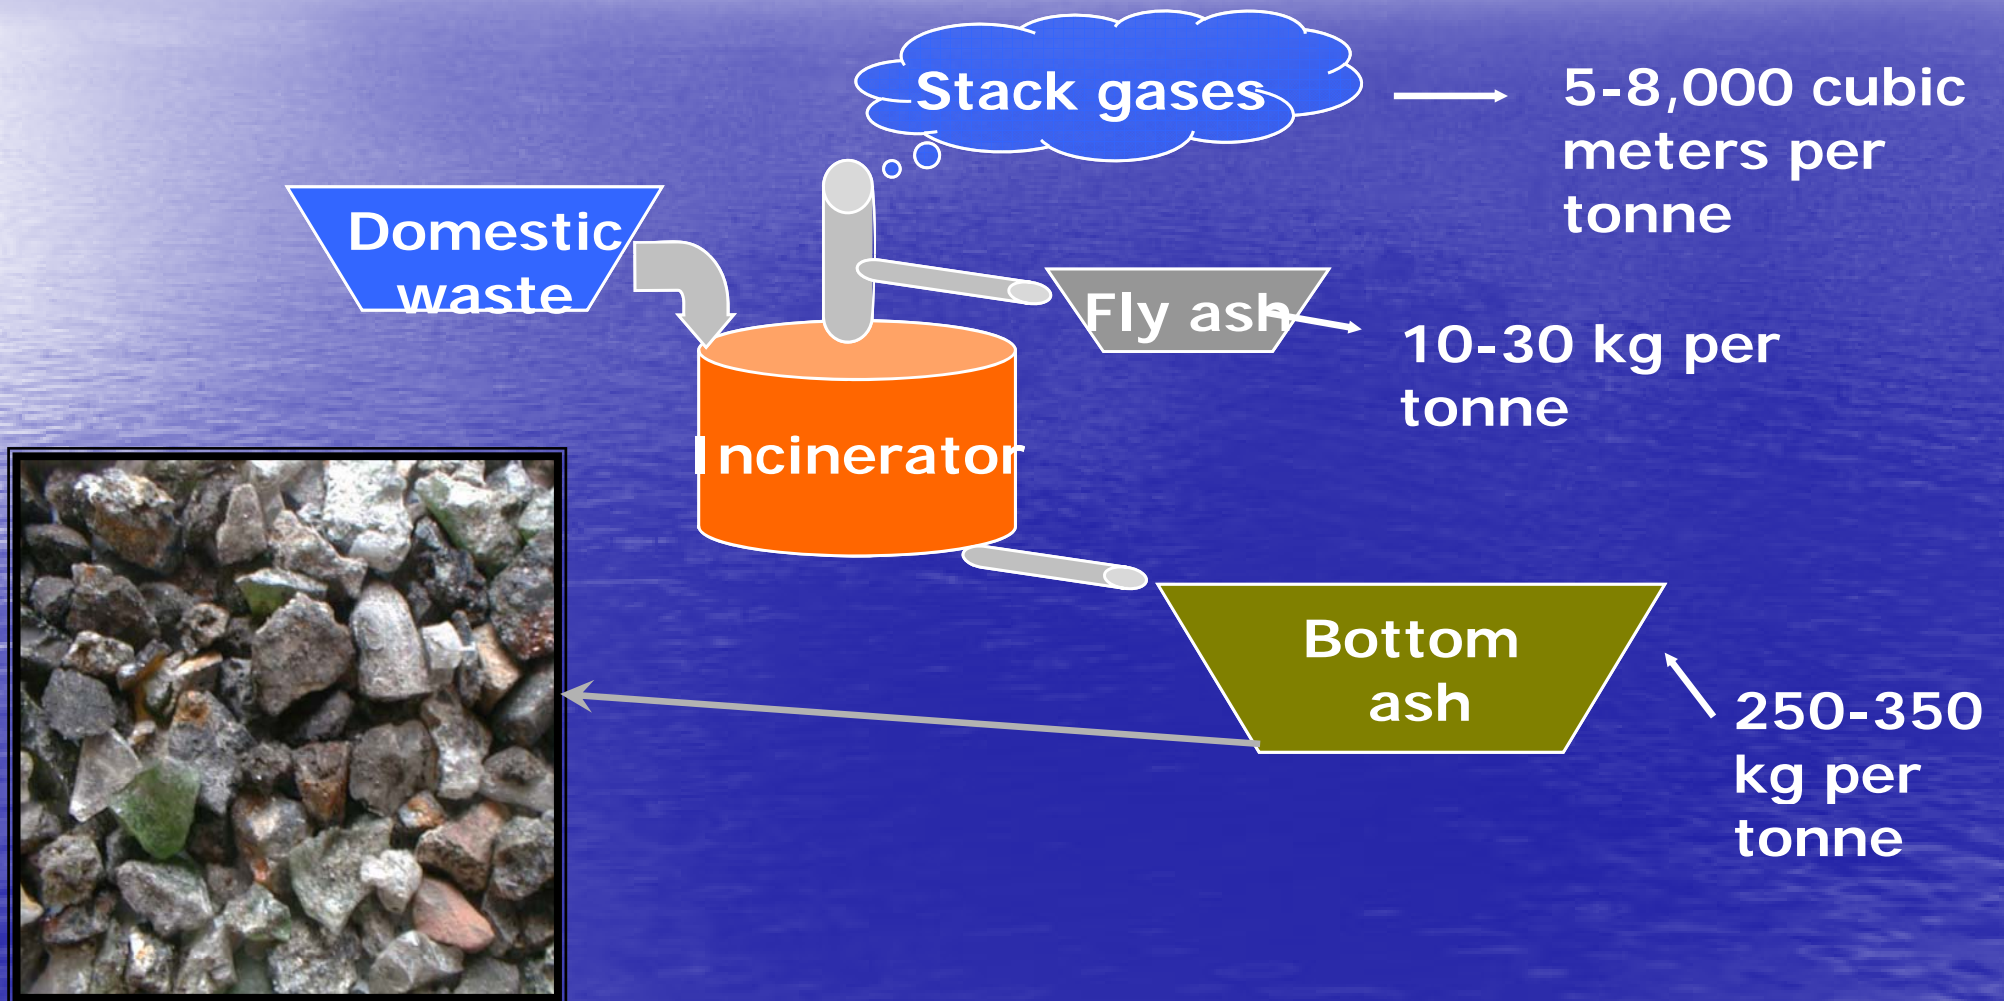 Stack gases
5-8,000 cubic
meters per
tonne
Domestic
waste
Fly ash
10-30 kg per
tonne
Incinerator
Bottom
ash
250-350
kg per
tonne